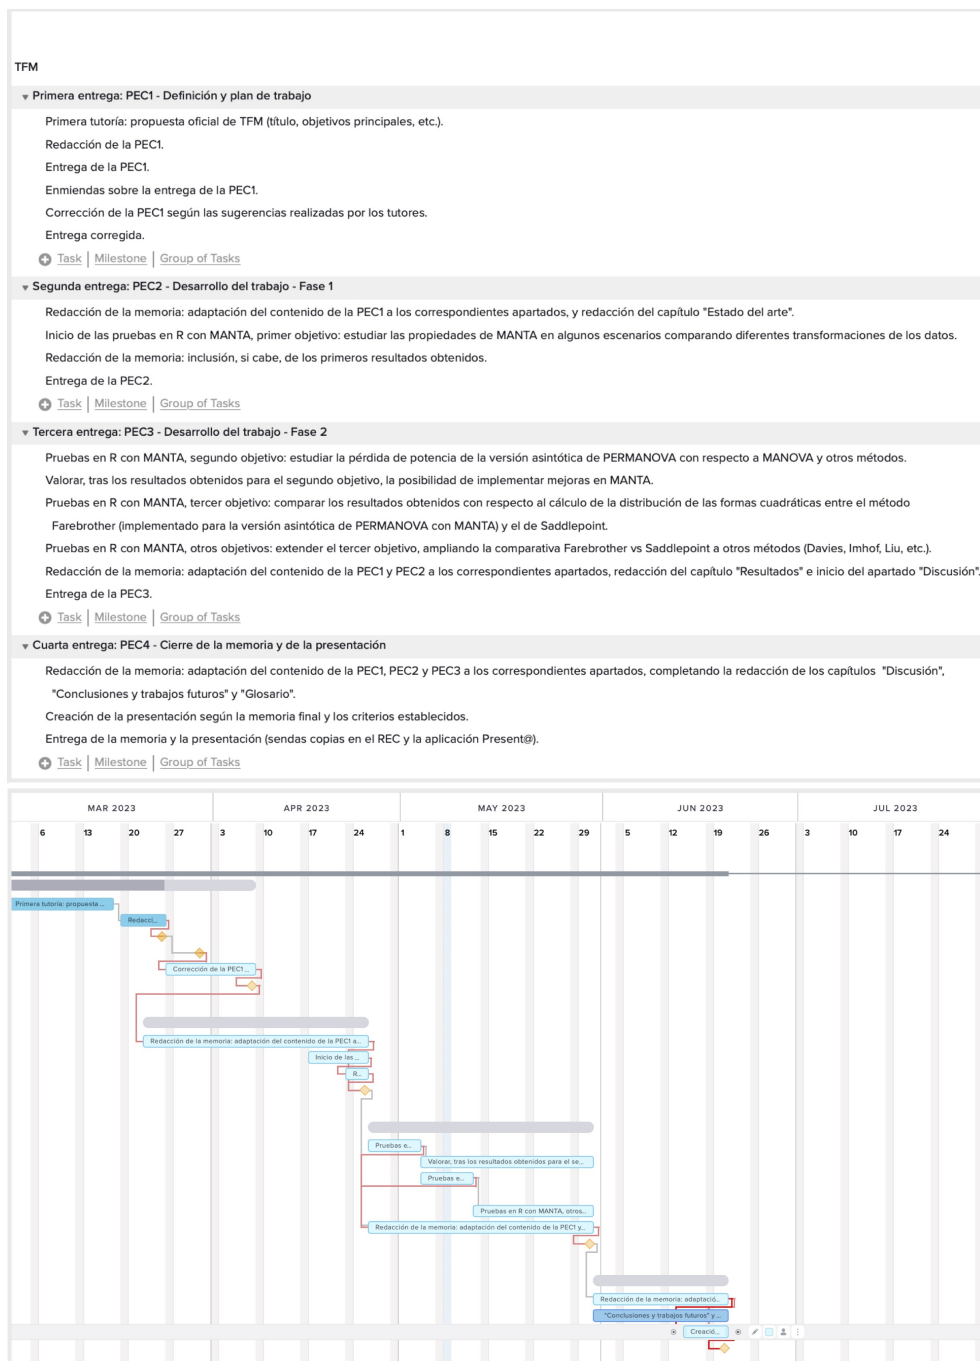 TFM
Primera entrega: PEC1 - Definición y plan de trabajo
Primera tutoría: propuesta oficial de TFM (título, objetivos principales, etc.).
Redacción de la PEC1.
Entrega de la PEC1.
Enmiendas sobre la entrega de la PEC1.
Corrección de la PEC1 según las sugerencias realizadas por los tutores.
Entrega corregida.
Task | Milestone | Group of Tasks
Segunda entrega: PEC2 - Desarrollo del trabajo - Fase 1
Redacción de la memoria: adaptación del contenido de la PEC1 a los correspondientes apartados, y redacción del capítulo "Estado del arte".
Inicio de las pruebas en R con MANTA, primer objetivo: estudiar las propiedades de MANTA en algunos escenarios comparando diferentes transformaciones de los datos.
Redacción de la memoria: inclusión, si cabe, de los primeros resultados obtenidos.
Entrega de la PEC2.
Task | Milestone | Group of Tasks
Tercera entrega: PEC3 - Desarrollo del trabajo - Fase 2
Pruebas en R con MANTA, segundo objetivo: estudiar la pérdida de potencia de la versión asintótica de PERMANOVA con respecto a MANOVA y otros métodos.
Valorar, tras los resultados obtenidos para el segundo objetivo, la posibilidad de implementar mejoras en MANTA.
Pruebas en R con MANTA, tercer objetivo: comparar los resultados obtenidos con respecto al cálculo de la distribución de las formas cuadráticas entre el método
Farebrother (implementado para la versión asintótica de PERMANOVA con MANTA) y el de Saddlepoint.
Pruebas en R con MANTA, otros objetivos: extender el tercer objetivo, ampliando la comparativa Farebrother vs Saddlepoint a otros métodos (Davies, Imhof, Liu, etc.).
Redacción de la memoria: adaptación del contenido de la PEC1 y PEC2 a los correspondientes apartados, redacción del capítulo "Resultados" e inicio del apartado "Discusión".
Entrega de la PEC3.
Task | Milestone | Group of Tasks
Cuarta entrega: PEC4 - Cierre de la memoria y de la presentación
Redacción de la memoria: adaptación del contenido de la PEC1, PEC2 y PEC3 a los correspondientes apartados, completando la redacción de los capítulos "Discusión",
"Conclusiones y trabajos futuros" y "Glosario".
Creación de la presentación según la memoria final y los criterios establecidos.
Entrega de la memoria y la presentación (sendas copias en el REC y la aplicación Present@).
Task | Milestone | Group of Tasks
MAR 2023 APR 2023 MAY 2023 JUN 2023 JUL 2023
6 13 20 27 3 10 17 24 1 8 15 22 29 5 12 19 26 3 10 17 24
Primera tutoría: propuesta ...
Redacci...
Corrección de la PEC1 ...
Redacción de la memoria: adaptación del contenido de la PEC1 a...
Inicio de las ...
R...
Pruebas e...
Valorar, tras los resultados obtenidos para el se...
Pruebas e...
Pruebas en R con MANTA, otros...
Redacción de la memoria: adaptación del contenido de la PEC1 y...
Redacción de la memoria: adaptació...
"Conclusiones y trabajos futuros" y ...
Creació...